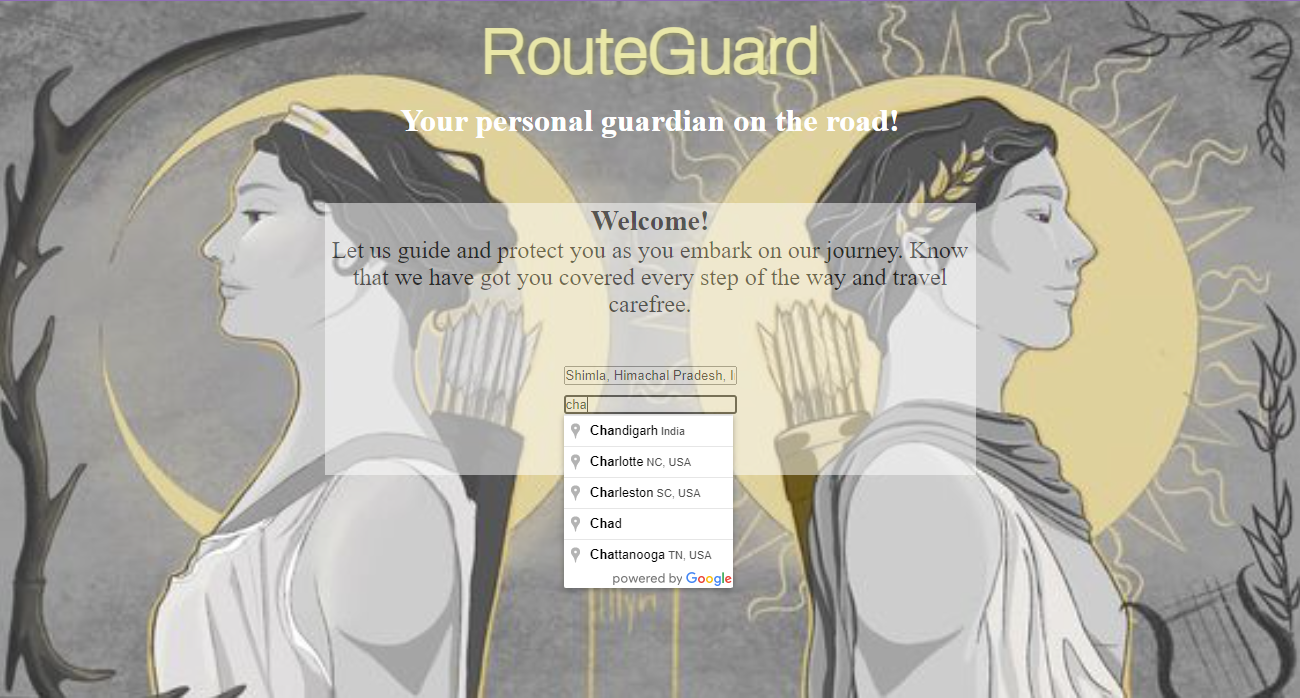 RouteGuard
Your personal guardian on the road!
Welcome!
Let us guide and protect you as you embark on our journey. Know
that we have got you covered every step of the way and travel
carefree.
Shimla, Himachal Pradesh, I
cha
Chandigarh India
Charlotte NC, USA
Charleston SC, USA
Chad
Chattanooga TN, USA
powered by Google